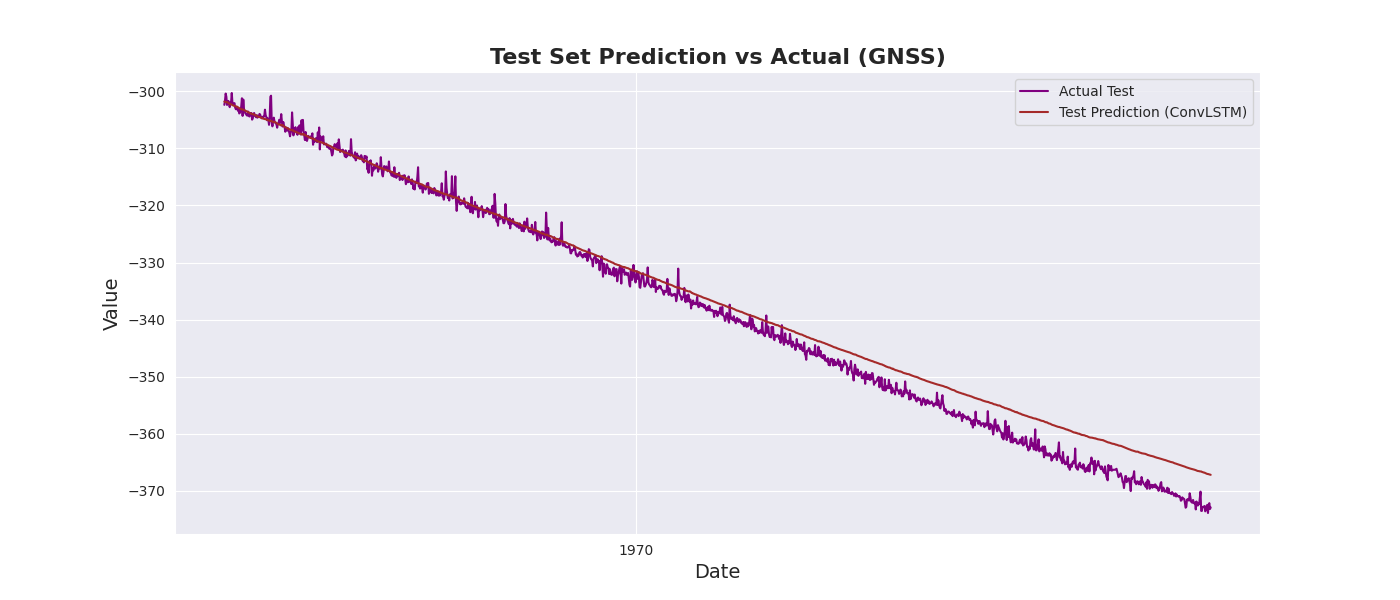 Test Set Prediction vs Actual (GNSS)
Actual Test
Test Prediction (ConvLSTM)
−300
−310
−320
−330
−340
−350
−360
−370
Value
1970
Date